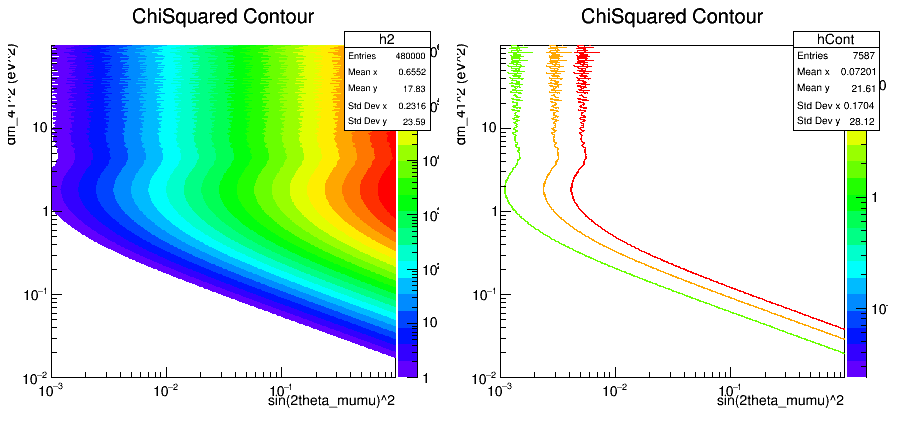 ChiSquared Contour
h2
Entries 480000
Mean x 0.6552
Mean y 17.83
Std Dev x 0.2316
Std Dev y 23.59
10
1
10−1
10−2
10−3
10−2
10−1
sin(2theta_mumu)^2
10
1
ChiSquared Contour
hCont
Entries 7587
Mean x 0.07201
Mean y 21.61
Std Dev x 0.1704
Std Dev y 28.12
10
1
10−1
10−2
10−3
10−2
10−1
sin(2theta_mumu)^2
1